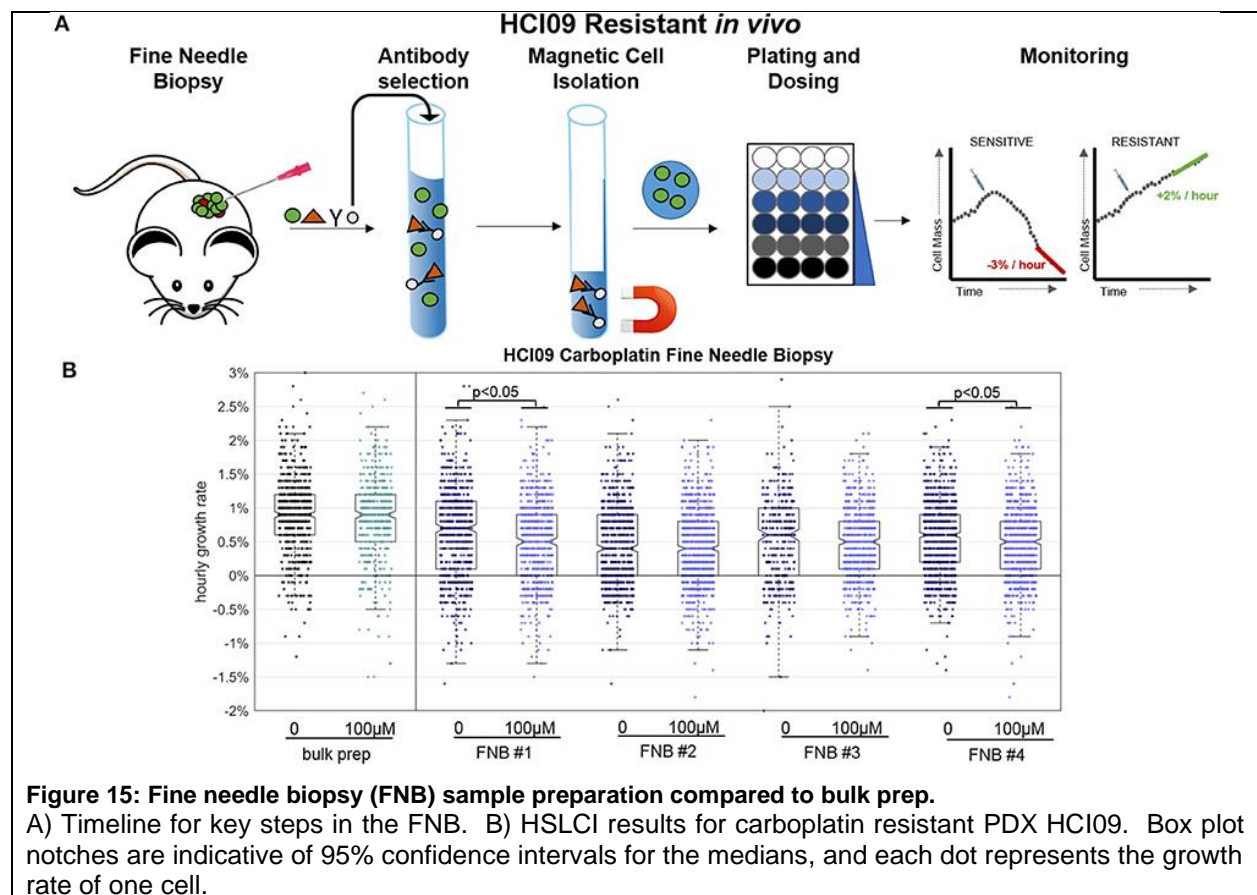 A
HCI09 Resistant in vivo
Fine Needle
Biopsy
Antibody
selection
Magnetic Cell
Isolation
Plating and
Dosing
Monitoring
Y
SENSITIVE
Cell Mass
-3% / hour
Time
RESISTANT
Cell Mass
+2% / hour
Time
B
HCI09 Carboplatin Fine Needle Biopsy
hourly growth rate
3%
2.5%
2%
1.5%
1%
0.5%
0%
-0.5%
-1%
-1.5%
-2%
p<0.05
p<0.05
0 100µM 0 100µM 0 100µM 0 100µM 0 100µM
bulk prep FNB #1 FNB #2 FNB #3 FNB #4
Figure 15: Fine needle biopsy (FNB) sample preparation compared to bulk prep.
A) Timeline for key steps in the FNB. B) HSLCI results for carboplatin resistant PDX HCI09. Box plot
notches are indicative of 95% confidence intervals for the medians, and each dot represents the growth
rate of one cell.